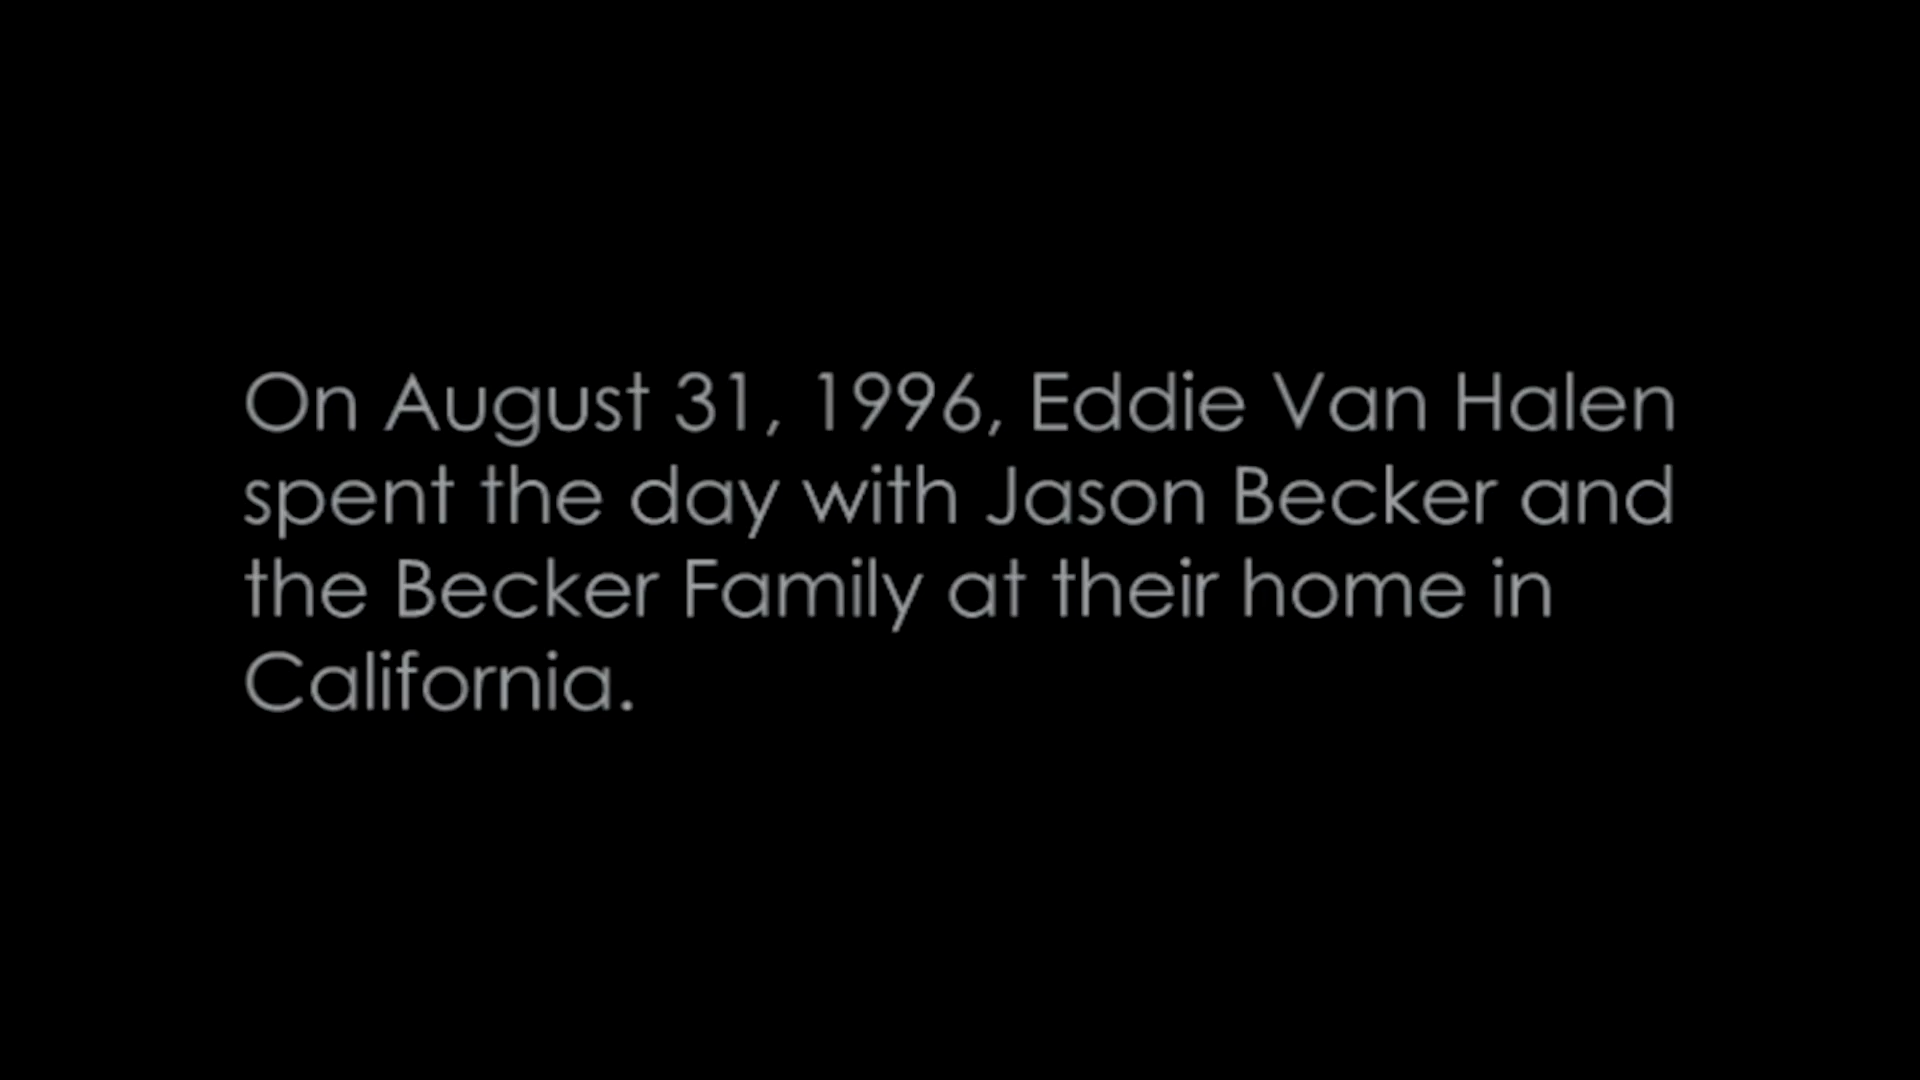 On August 31, 1996, Eddie Van Halen
spent the day with Jason Becker and
the Becker Family at their home in
California.